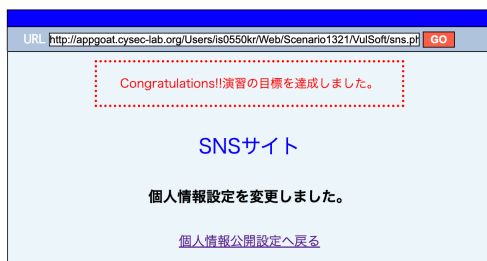 URL http://appgoat.cysec-lab.org/Users/is0550kr/Web/Scenario1321/VulSoft/sns.ph GO
Congratulations!!演習の目標を達成しました。
SNSサイト
個人情報設定を変更しました。
個人情報公開設定へ戻る